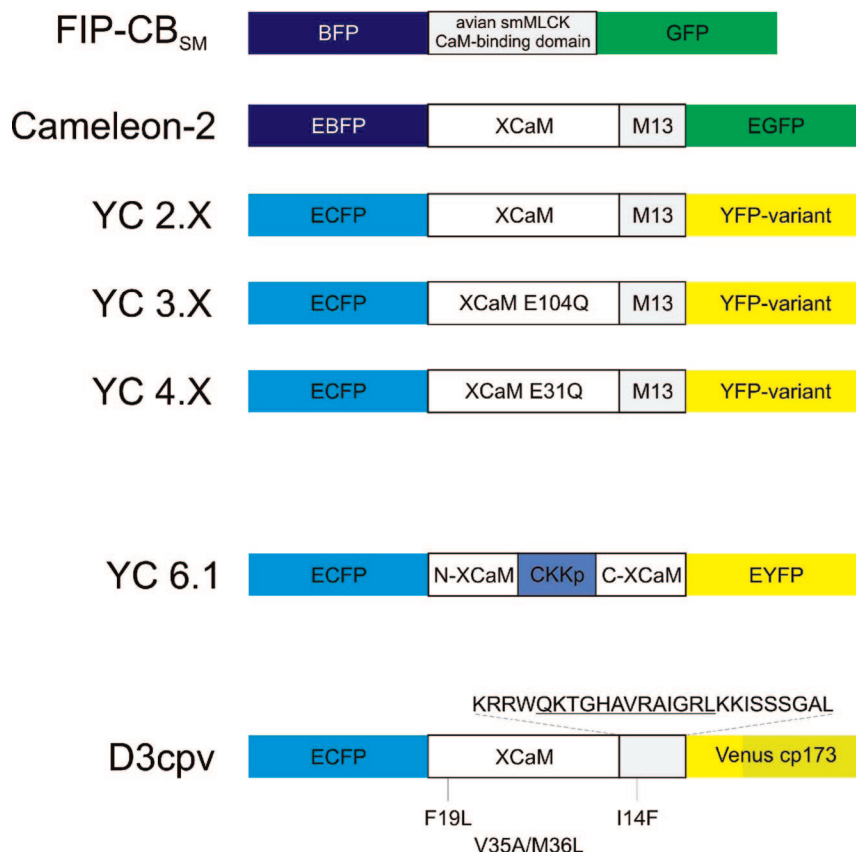 FIP-CBSM BFP avian smMLCK GFP
CaM-binding domain
Cameleon-2 EBFP XCaM M13 EGFP
YC 2.X ECFP XCaM M13 YFP-variant
YC 3.X ECFP XCaM E104Q M13 YFP-variant
YC 4.X ECFP XCaM E31Q M13 YFP-variant
YC 6.1 ECFP N-XCaM CKKp C-XCaM EYFP
KRRWQKTGHAVRAIGRLKKISSSGAL
D3cpv ECFP XCaM Venus cp173
F19L I14F
V35A/M36L